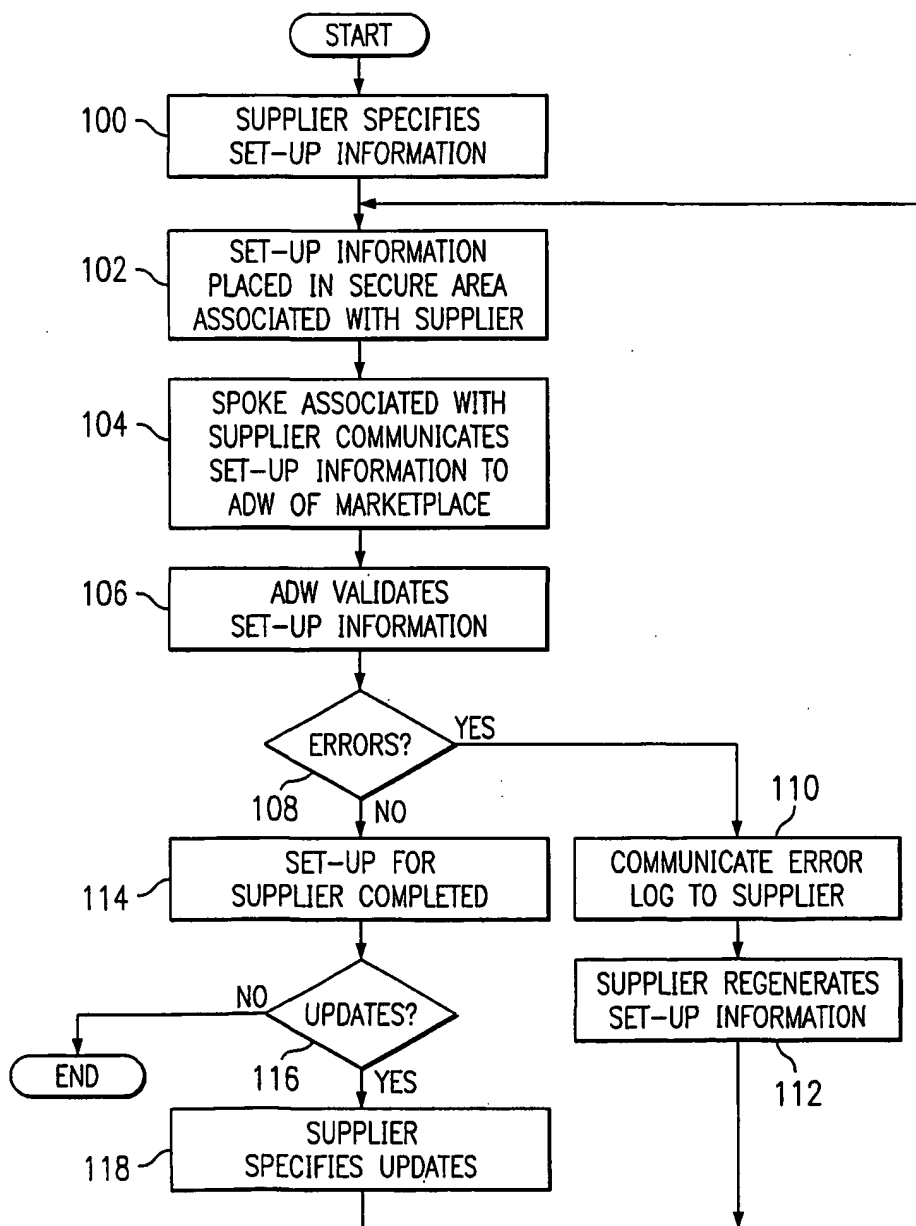 START
100
SUPPLIER SPECIFIES
SET-UP INFORMATION
102
SET-UP INFORMATION
PLACED IN SECURE AREA
ASSOCIATED WITH SUPPLIER
104
SPOKE ASSOCIATED WITH
SUPPLIER COMMUNICATES
SET-UP INFORMATION TO
ADW OF MARKETPLACE
106
ADW VALIDATES
SET-UP INFORMATION
ERRORS?
YES
108
NO
110
COMMUNICATE ERROR
LOG TO SUPPLIER
114
SET-UP FOR
SUPPLIER COMPLETED
SUPPLIER REGENERATES
SET-UP INFORMATION
112
NO
UPDATES?
116
YES
END
118
SUPPLIER
SPECIFIES UPDATES